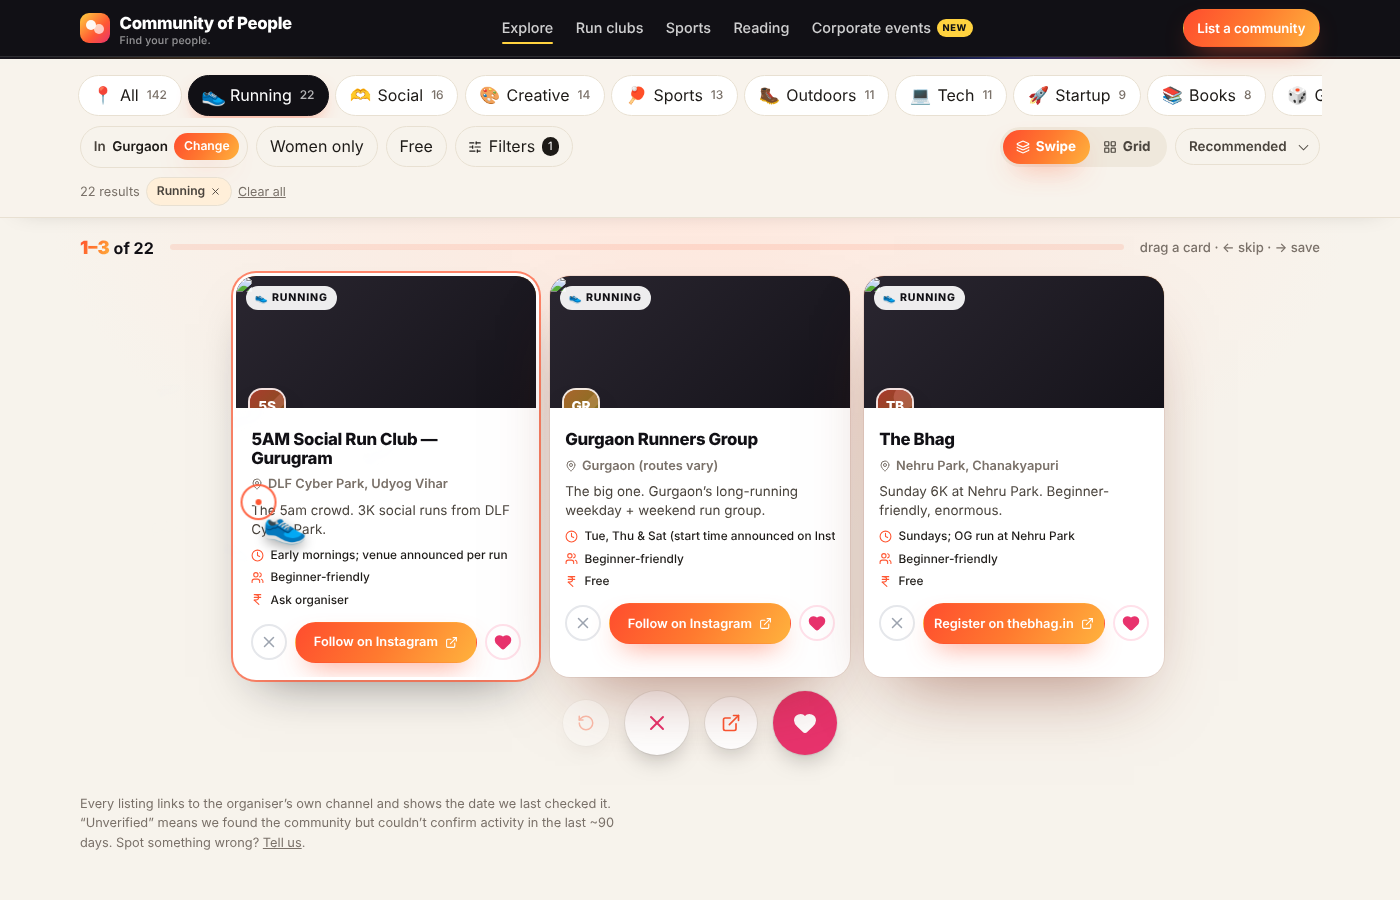 Community of People
Find your people.
Explore
Run clubs
Sports
Reading
Corporate events NEW
List a community
All 142
Running 22
Social 16
Creative 14
Sports 13
Outdoors 11
Tech 11
Startup 9
Books 8
In Gurgaon Change
Women only
Free
Filters 1
Swipe
Grid
Recommended
22 results
Running
Clear all
1–3 of 22
drag a card · ← skip · → save
RUNNING
5S
5AM Social Run Club —
Gurugram
DLF Cyber Park, Udyog Vihar
The 5am crowd. 3K social runs from DLF
Park.
Early mornings; venue announced per run
Beginner-friendly
₹ Ask organiser
Follow on Instagram
RUNNING
GR
Gurgaon Runners Group
Gurgaon (routes vary)
The big one. Gurgaon’s long-running
weekday + weekend run group.
Tue, Thu & Sat (start time announced on Inst
Beginner-friendly
₹ Free
Follow on Instagram
RUNNING
TB
The Bhag
Nehru Park, Chanakyapuri
Sunday 6K at Nehru Park. Beginner-
friendly, enormous.
Sundays; OG run at Nehru Park
Beginner-friendly
₹ Free
Register on thebhag.in
Every listing links to the organiser’s own channel and shows the date we last checked it.
“Unverified” means we found the community but couldn’t confirm activity in the last ~90
days. Spot something wrong? Tell us.